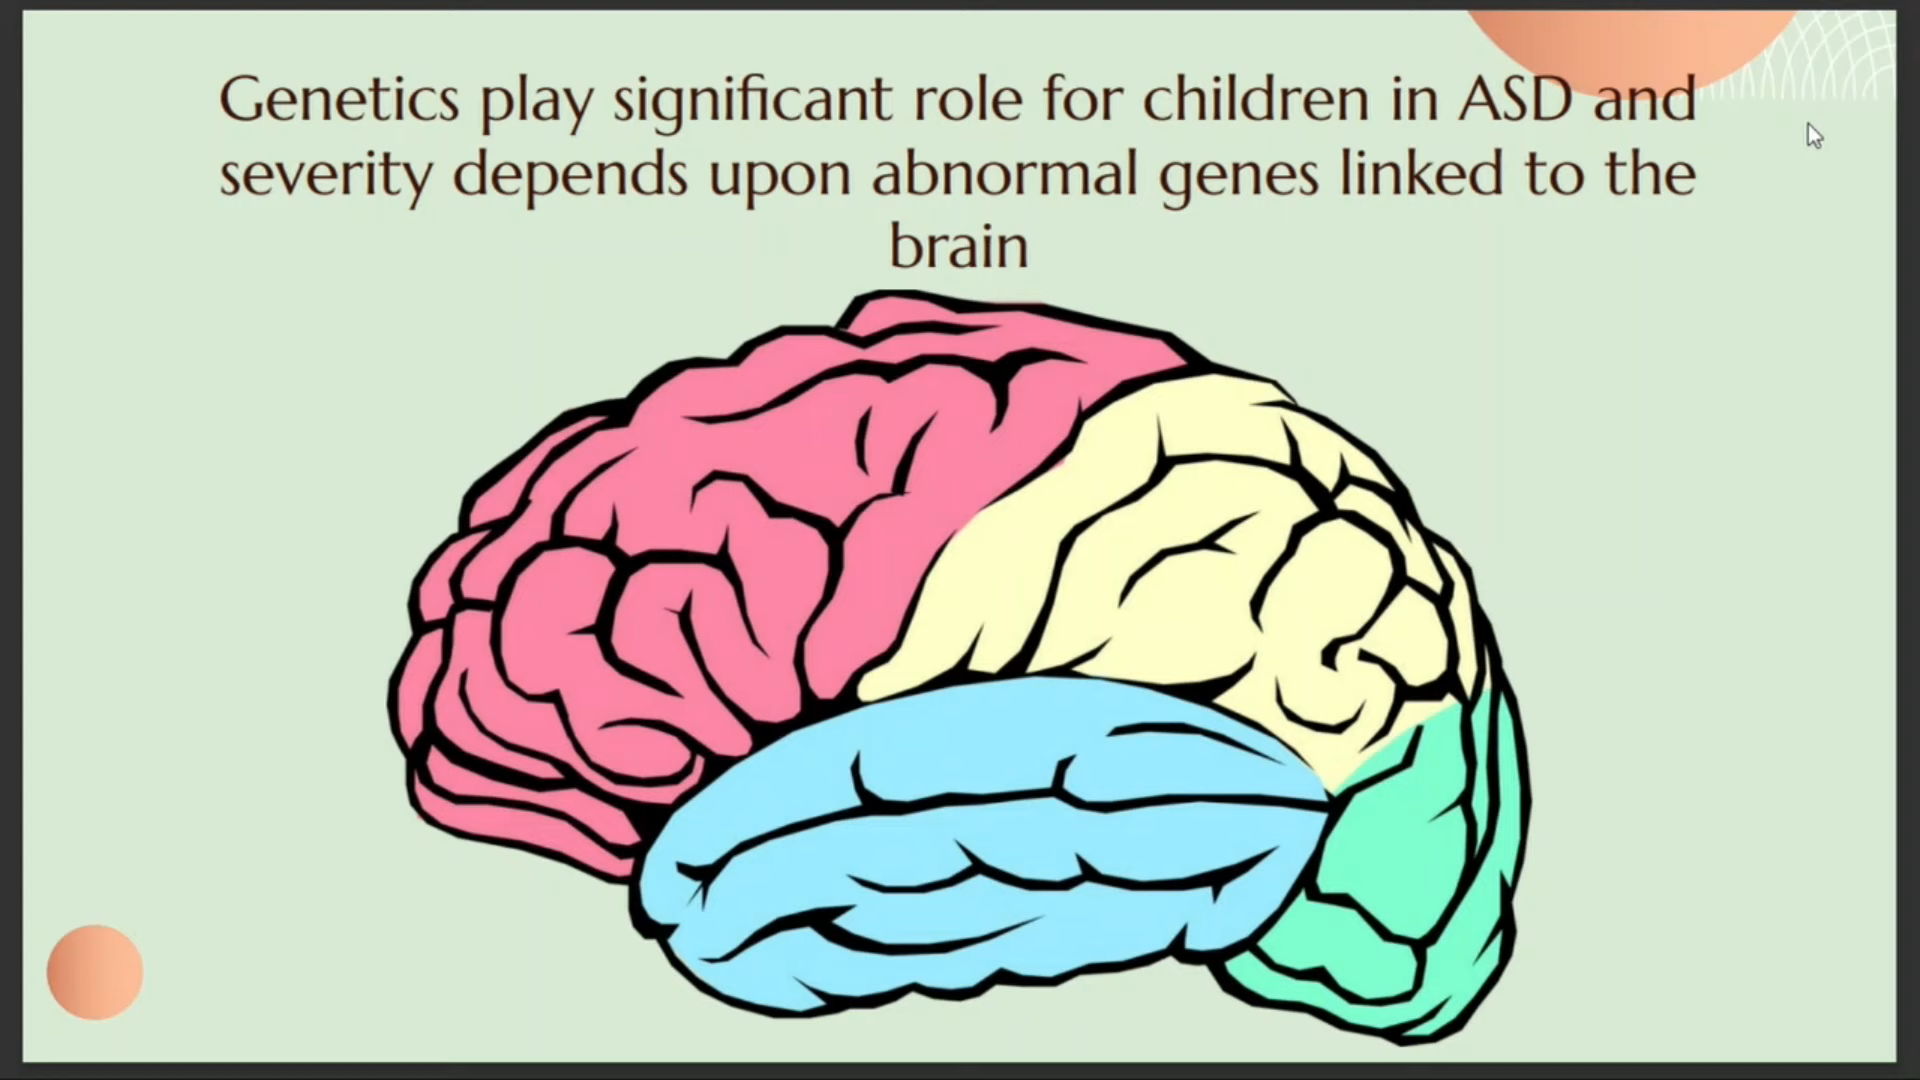 Genetics play significant role for children in ASD and
severity depends upon abnormal genes linked to the
brain